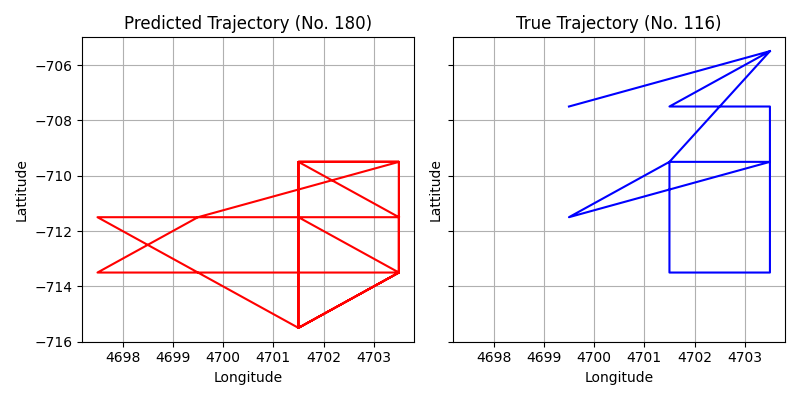 Predicted Trajectory (No. 180)
True Trajectory (No. 116)
−706
−708
−710
−712
−714
−716
Lattitude
Lattitude
4698 4699 4700 4701 4702 4703
4698 4699 4700 4701 4702 4703
Longitude
Longitude